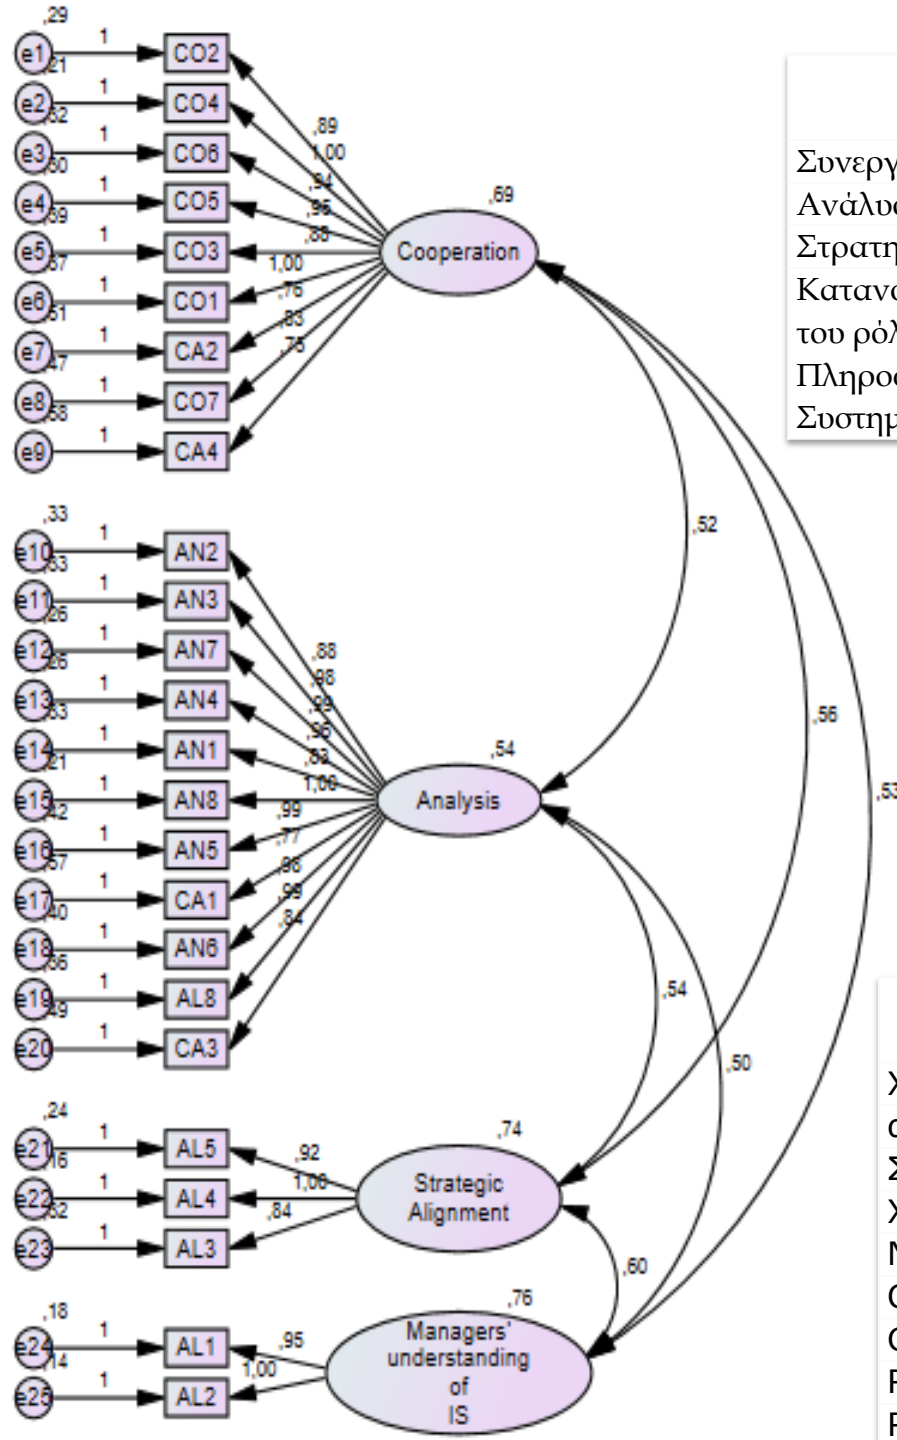 ,29
e1 1 CO2
,21
e2 1 CO4
e3 1 CO6
,50
e4 1 CO5
e5 1 CO3
e6 1 CO1
,51
e7 1 CA2
,47
e8 1 CO7
,58
e9 1 CA4
,89
1,00
,94
,95
,88
1,00
,76
,83
,75
,69
Cooperation
Συνεργ
Ανάλυσ
Στρατη
Κατανο
του ρόλ
Πληροφ
Συστημ
,33
e10 1 AN2
,33
e11 1 AN3
,26
e12 1 AN7
,26
e13 1 AN4
,33
e14 1 AN1
,21
e15 1 AN8
,42
e16 1 AN5
,57
e17 1 CA1
,40
e18 1 AN6
e19 1 AL8
,49
e20 1 CA3
,88
,98
,99
,95
,83
1,00
,99
,77
,98
,99
,84
,54
Analysis
,52
,56
,53
,54
,50
,24
e21 1 AL5
,16
e22 1 AL4
e23 1 AL3
,92
1,00
,84
,74
Strategic
Alignment
,60
,18
e24 1 AL1
,14
e25 1 AL2
,95
1,00
,76
Managers'
understanding
of
IS